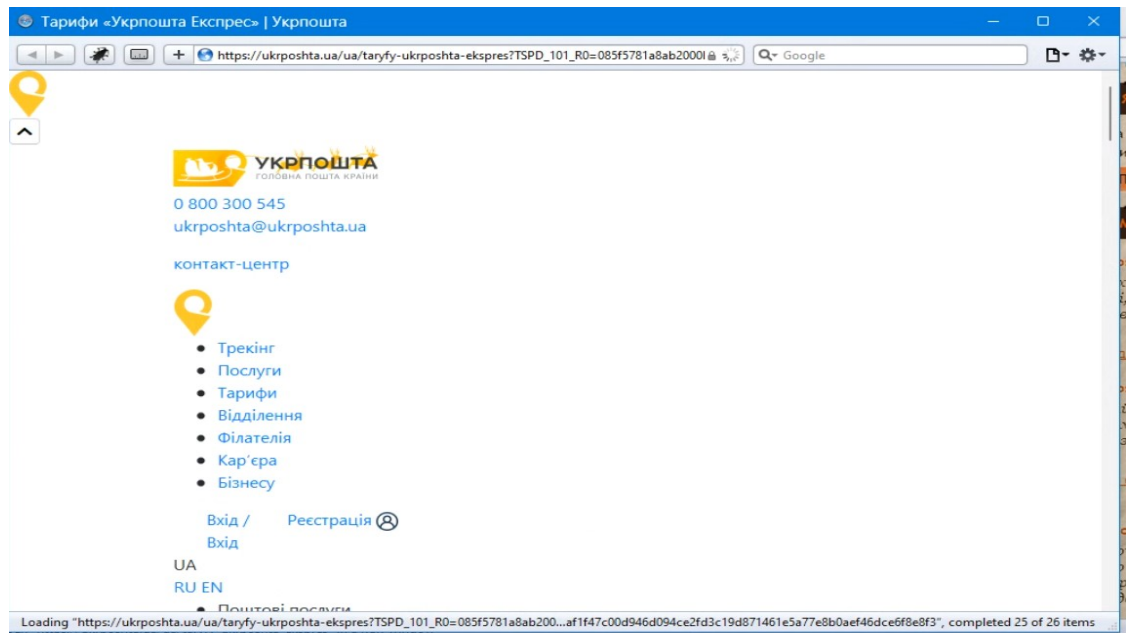 Тарифи «Укрпошта Експрес» | Укрпошта
https://ukrposhta.ua/ua/taryfy-ukrposhta-ekspres?TSPD_101_R0=085f5781a8ab2000
Google
УКРПОШТА
ГОЛОВНА ПОШТА КРАЇНИ
0 800 300 545
ukrposhta@ukrposhta.ua
контакт-центр
Трекінг
Послуги
Тарифи
Відділення
Філателія
Кар'єра
Бізнесу
Вхід / Реєстрація
Вхід
UA
RU EN
Поштові послуги
Loading "https://ukrposhta.ua/ua/taryfy-ukrposhta-ekspres?TSPD_101_R0=085f5781a8ab200...af1f47c00d946d094ce2fd3c19d871461e5a77e8b0aef46dce6f8e8f3", completed 25 of 26 items